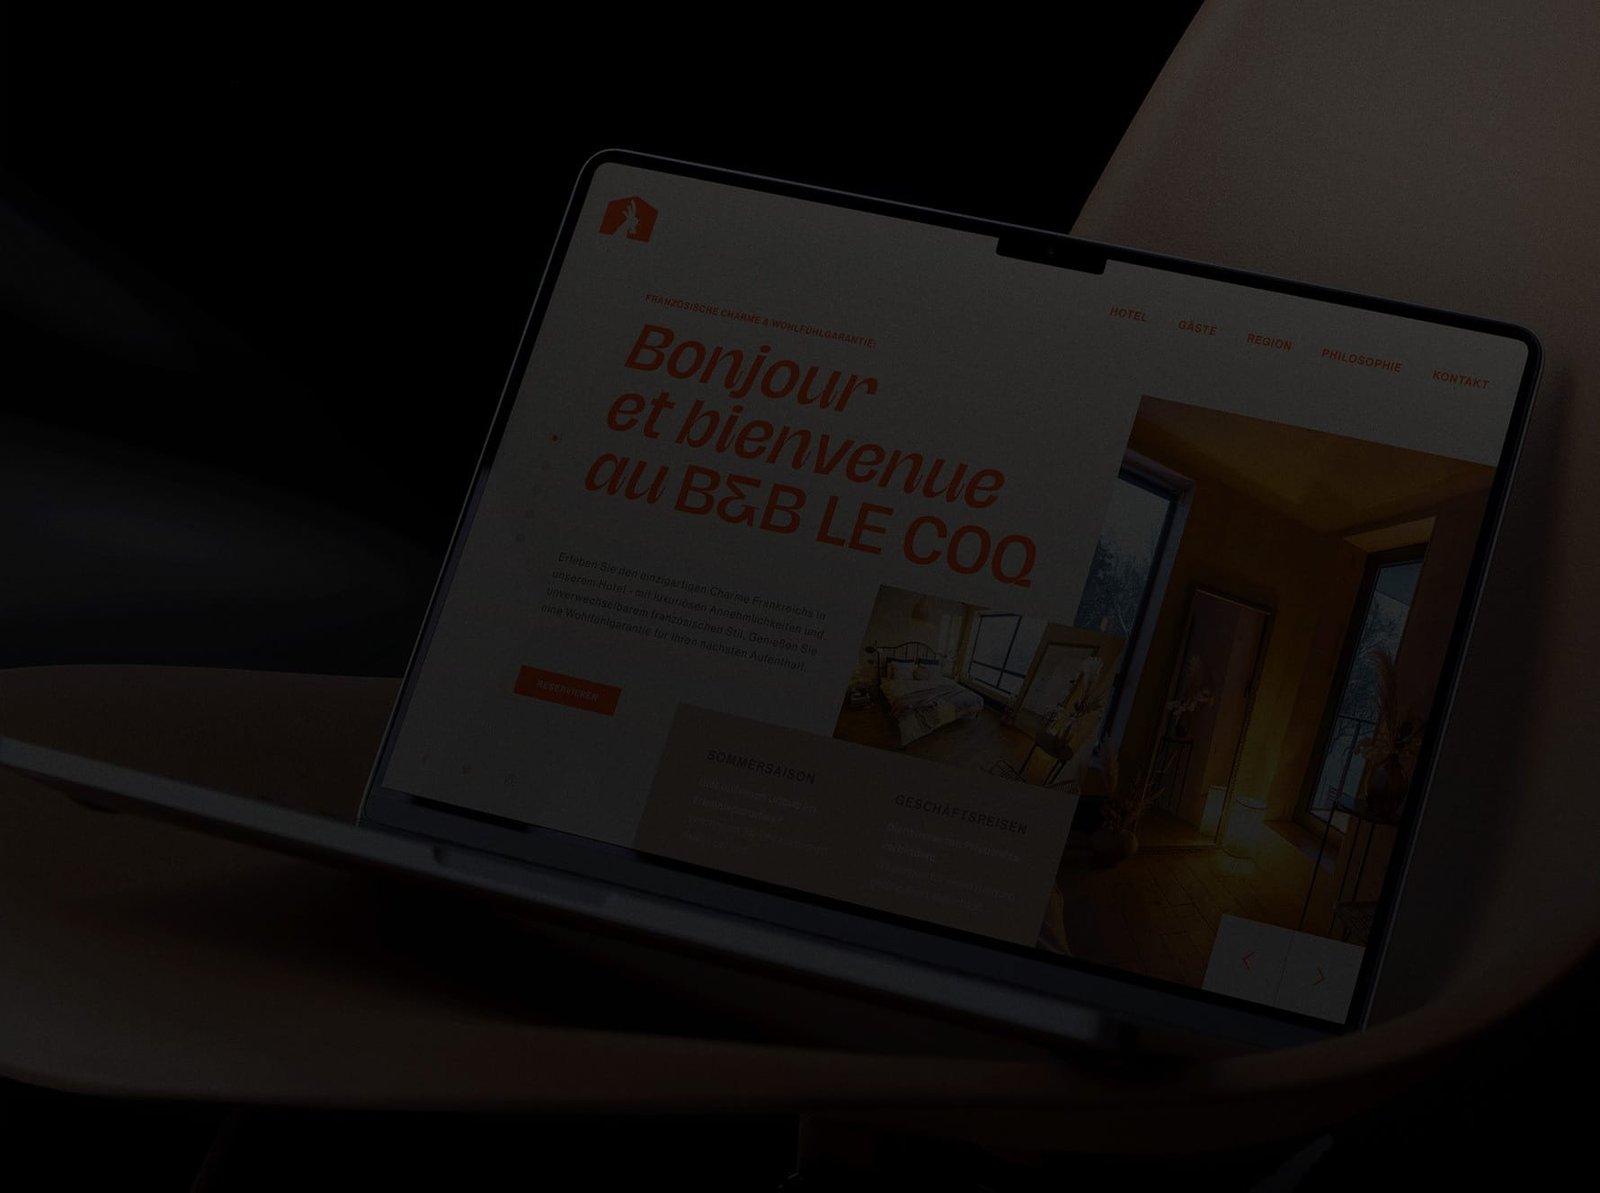 HOTEL GÄSTE REGION PHILOSOPHIE KONTAKT
FRANZÖSISCHE CHARME & WOHLFÜHLGARANTIE!
Bonjour
et bienvenue
au B&B LE COQ
Erleben Sie den einzigartigen Charme Frankreichs in
unserem Hotel - mit luxuriösen Annehmlichkeiten und
unverwechselbarem französischen Stil. Genießen Sie
eine Wohlfühlgarantie für Ihren nächsten Aufenthalt.
RESERVIEREN
SOMMERSAISON
GESCHÄFTSREISEN